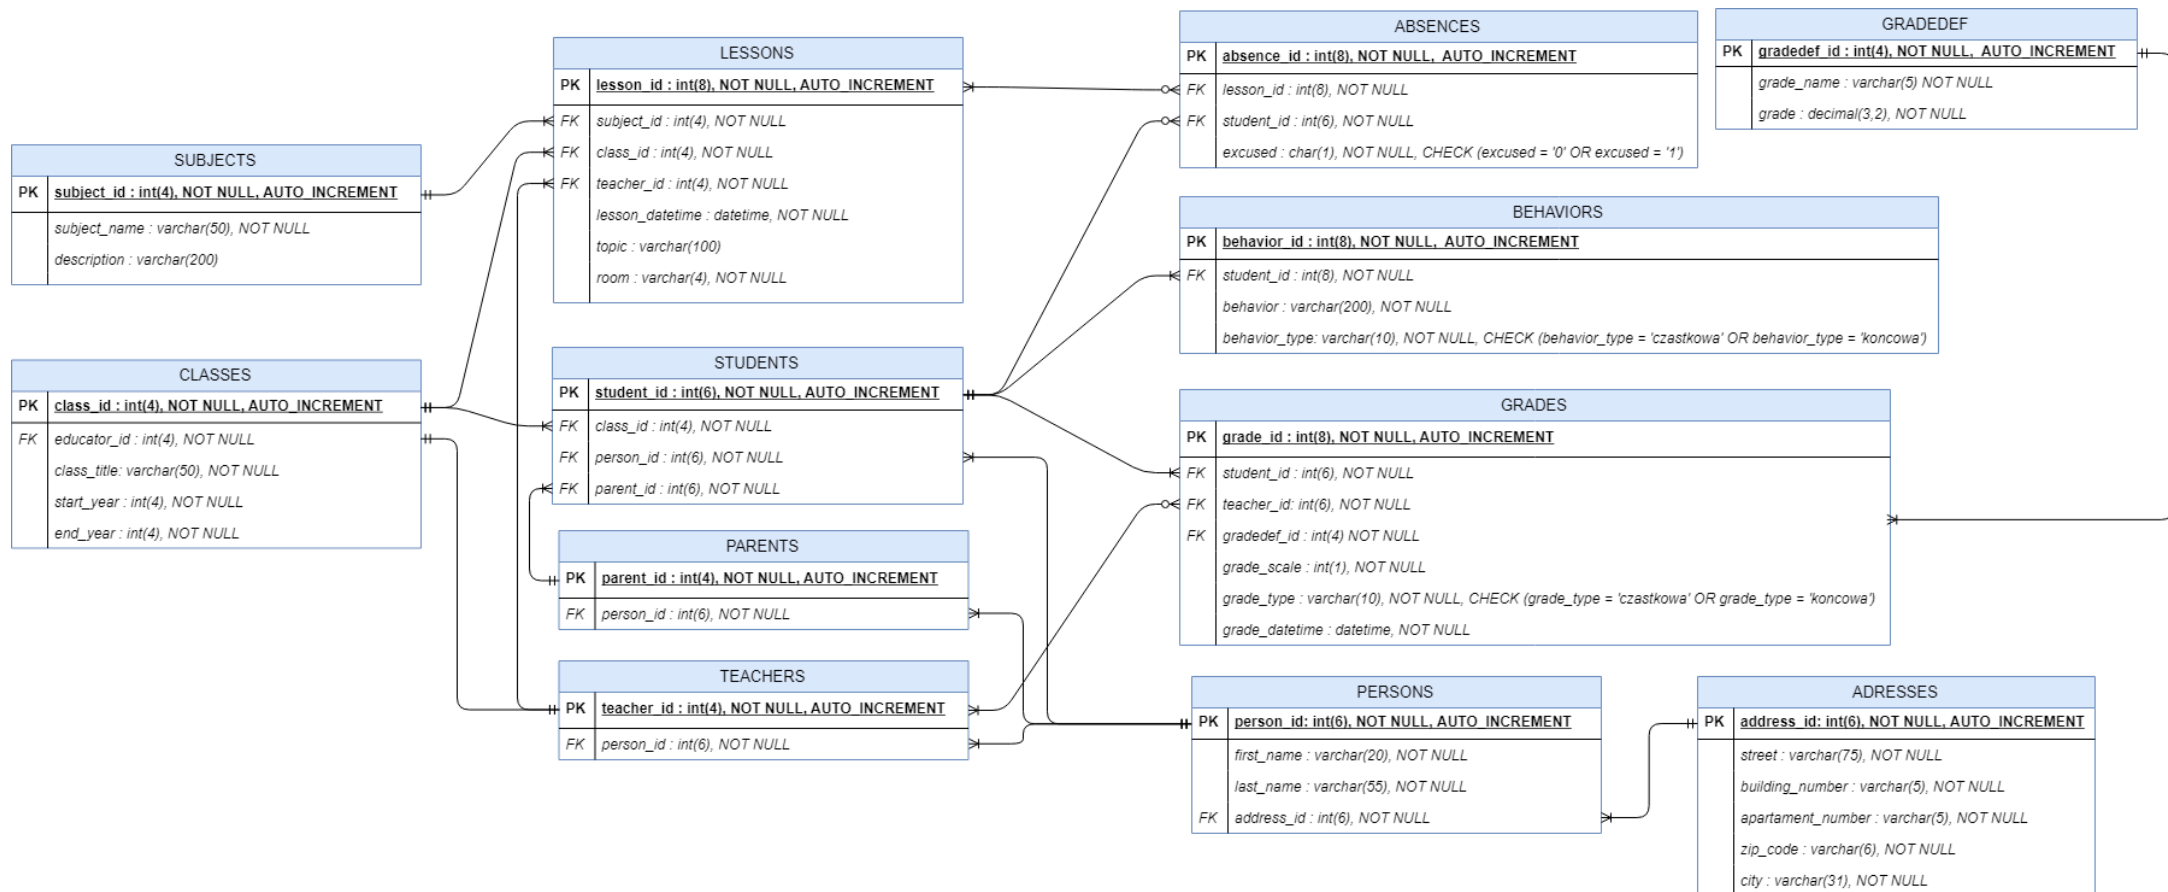 SUBJECTS
PK subject_id : int(4), NOT NULL, AUTO_INCREMENT
subject_name : varchar(50), NOT NULL
description : varchar(200)
CLASSES
PK class_id : int(4), NOT NULL, AUTO_INCREMENT
FK educator_id : int(4), NOT NULL
class_title: varchar(50), NOT NULL
start_year : int(4), NOT NULL
end_year : int(4), NOT NULL
LESSONS
PK lesson_id : int(8), NOT NULL, AUTO_INCREMENT
FK subject_id : int(4), NOT NULL
FK class_id : int(4), NOT NULL
FK teacher_id : int(4), NOT NULL
lesson_datetime : datetime, NOT NULL
topic : varchar(100)
room : varchar(4), NOT NULL
STUDENTS
PK student_id : int(6), NOT NULL, AUTO_INCREMENT
FK class_id : int(4), NOT NULL
FK person_id : int(6), NOT NULL
FK parent_id : int(6), NOT NULL
PARENTS
PK parent_id : int(4), NOT NULL, AUTO_INCREMENT
FK person_id : int(6), NOT NULL
TEACHERS
PK teacher_id : int(4), NOT NULL, AUTO_INCREMENT
FK person_id : int(6), NOT NULL
ABSENCES
PK absence_id : int(8), NOT NULL, AUTO_INCREMENT
FK lesson_id : int(8), NOT NULL
FK student_id : int(6), NOT NULL
excused : char(1), NOT NULL, CHECK (excused = '0' OR excused = '1')
GRADEDEF
PK gradedef_id : int(4), NOT NULL, AUTO_INCREMENT
grade_name : varchar(5) NOT NULL
grade : decimal(3,2), NOT NULL
BEHAVIORS
PK behavior_id : int(8), NOT NULL, AUTO_INCREMENT
FK student_id : int(8), NOT NULL
behavior : varchar(200), NOT NULL
behavior_type: varchar(10), NOT NULL, CHECK (behavior_type = 'czastkowa' OR behavior_type = 'koncowa')
GRADES
PK grade_id : int(8), NOT NULL, AUTO_INCREMENT
FK student_id : int(6), NOT NULL
FK teacher_id: int(6), NOT NULL
FK gradedef_id : int(4) NOT NULL
grade_scale : int(1), NOT NULL
grade_type : varchar(10), NOT NULL, CHECK (grade_type = 'czastkowa' OR grade_type = 'koncowa')
grade_datetime : datetime, NOT NULL
PERSONS
PK person_id: int(6), NOT NULL, AUTO_INCREMENT
first_name : varchar(20), NOT NULL
last_name : varchar(55), NOT NULL
FK address_id : int(6), NOT NULL
ADRESSES
PK address_id: int(6), NOT NULL, AUTO_INCREMENT
street : varchar(75), NOT NULL
building_number : varchar(5), NOT NULL
apartament_number : varchar(5), NOT NULL
zip_code : varchar(6), NOT NULL
city : varchar(31), NOT NULL